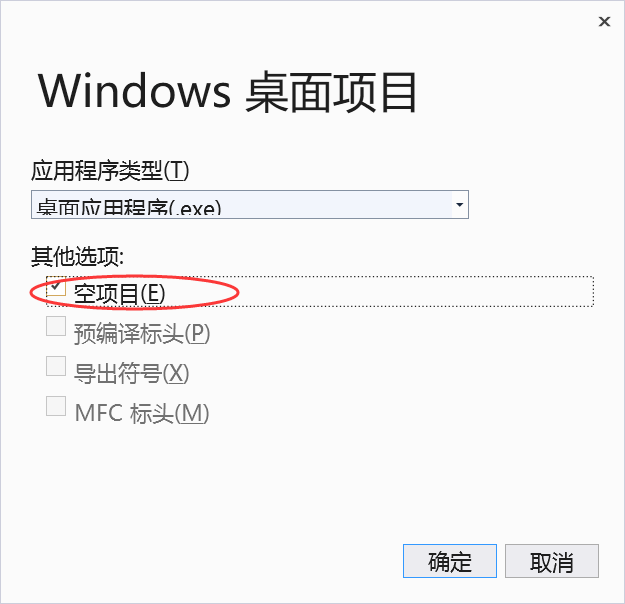 Windows 桌面项目
应用程序类型(T)
桌面应用程序(.exe)
其他选项:
空项目(E)
预编译标头(P)
导出符号(X)
MFC 标头(M)
确定
取消